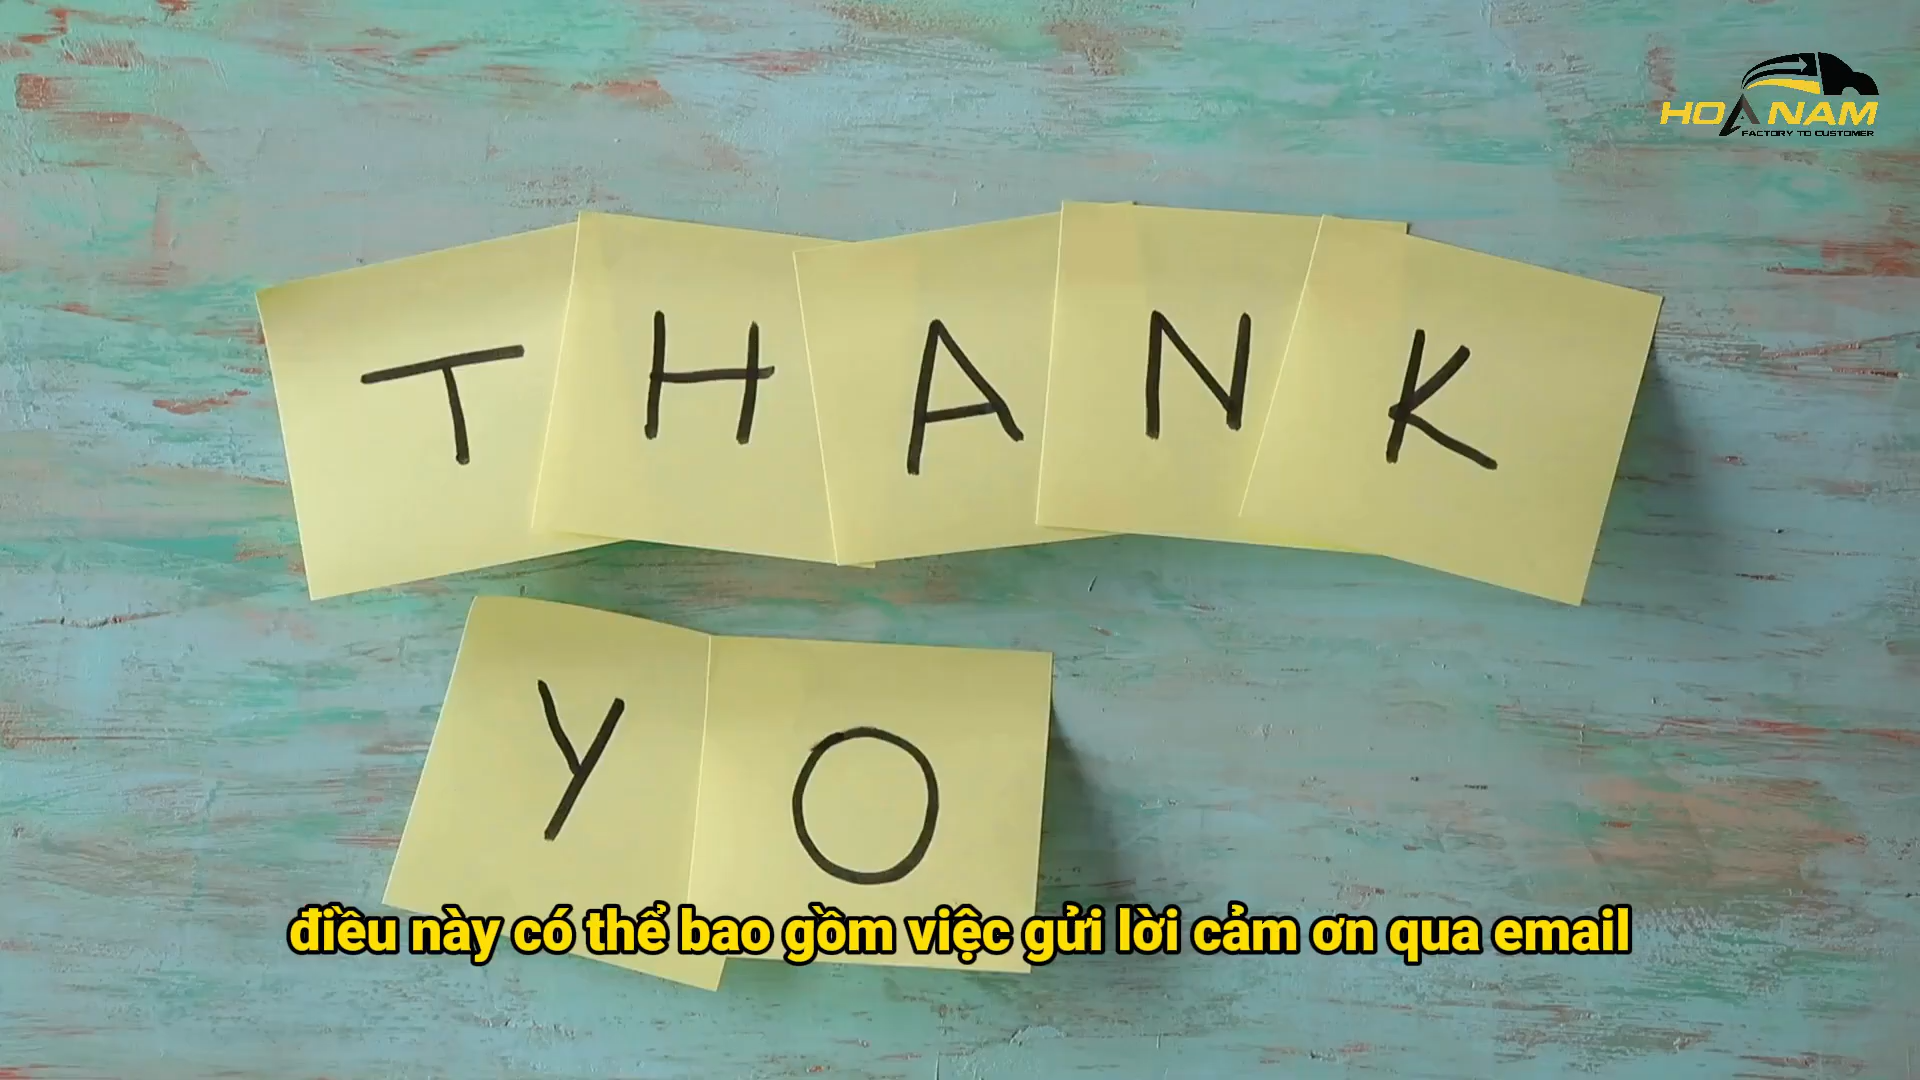 HOA NAM
FACTORY TO CUSTOMER
THANK
YO
điều này có thể bao gồm việc gửi lời cảm ơn qua email